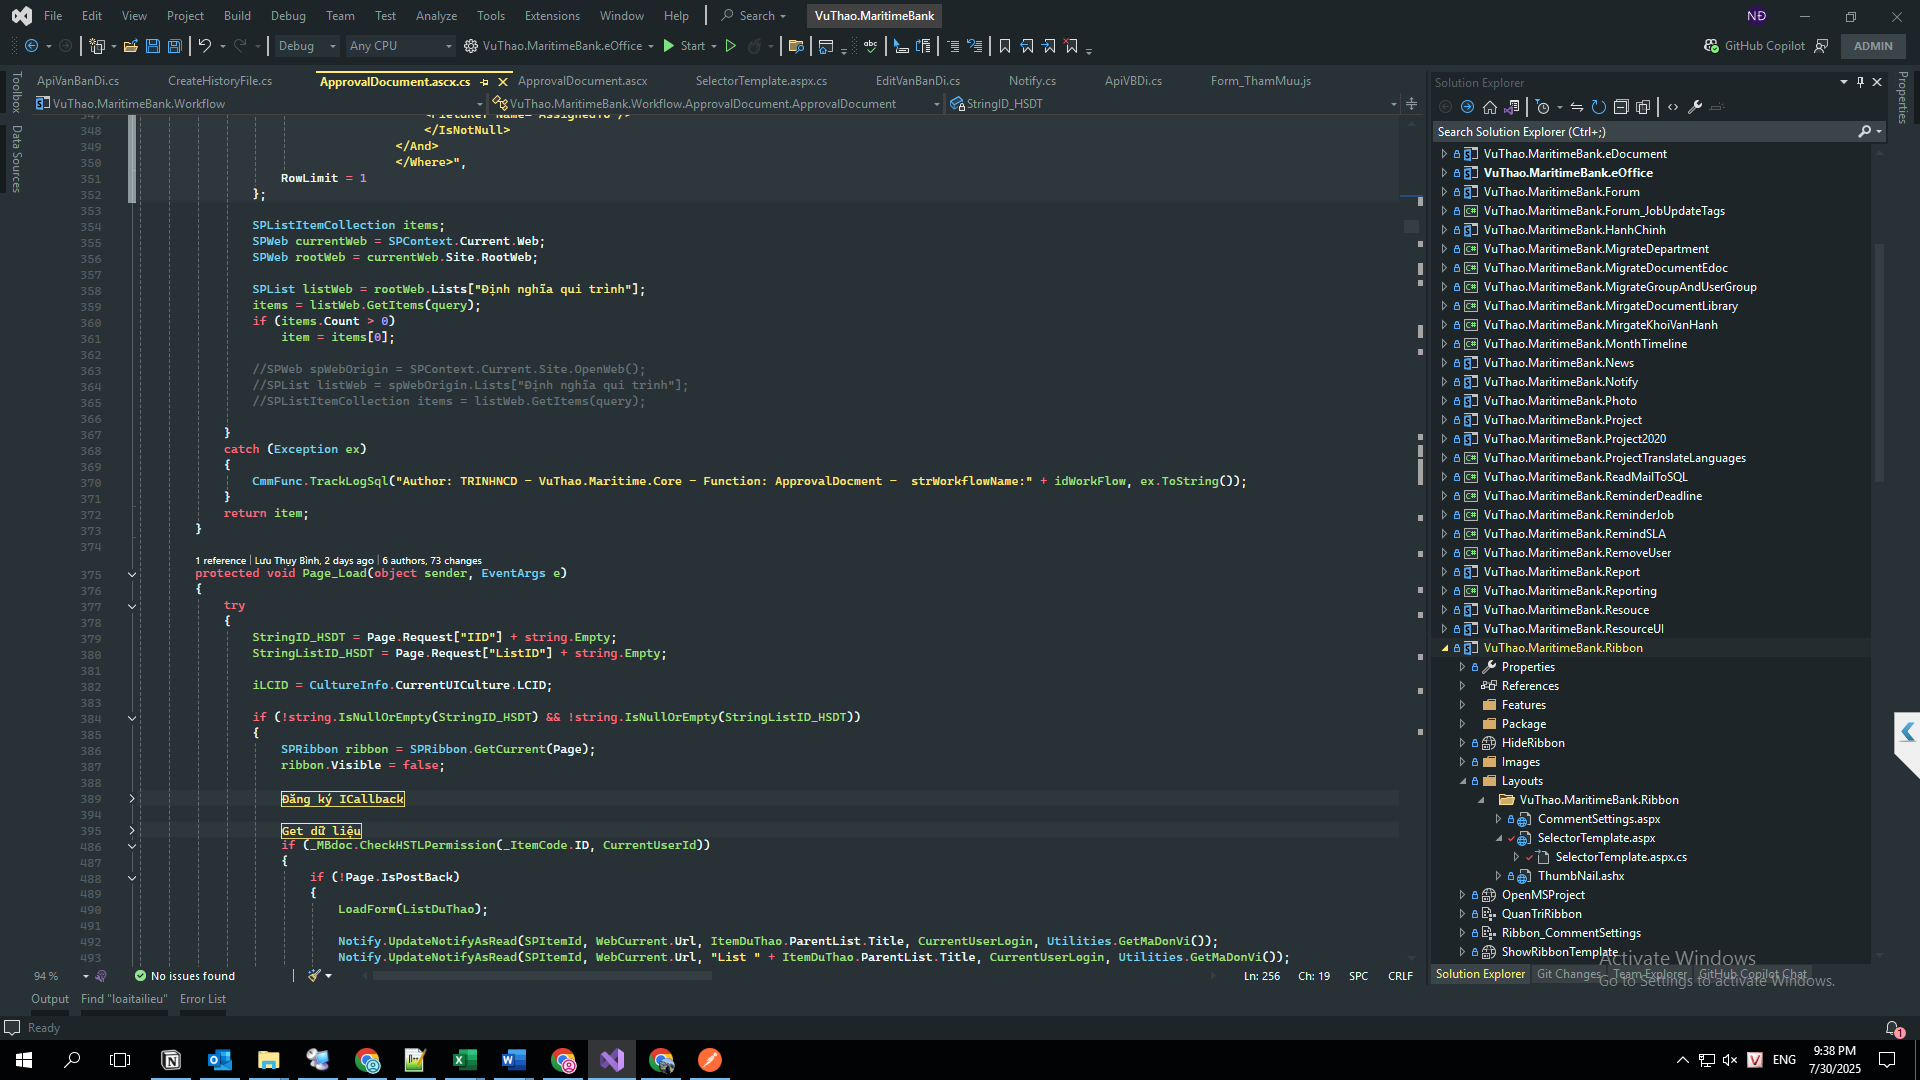 File Edit View Project Build Debug Team Test Analyze Tools Extensions Window Help Search VuThao.MaritimeBank NĐ
Debug Any CPU VuThao.MaritimeBank.eOffice Start GitHub Copilot ADMIN
ApiVanBanDi.cs CreateHistoryFile.cs ApprovalDocument.ascx.cs ApprovalDocument.ascx SelectorTemplate.aspx.cs EditVanBanDi.cs Notify.cs ApiVBDi.cs Form_ThamMuu.js
VuThao.MaritimeBank.Workflow VuThao.MaritimeBank.Workflow.ApprovalDocument.ApprovalDocument StringID_HSDT
Toolbox
Data Sources
348 </IsNotNull>
349 </And>
350 </Where>",
351 RowLimit = 1
352 };
353
354 SPListItemCollection items;
355 SPWeb currentWeb = SPContext.Current.Web;
356 SPWeb rootWeb = currentWeb.Site.RootWeb;
357
358 SPList listWeb = rootWeb.Lists["Định nghĩa qui trình"];
359 items = listWeb.GetItems(query);
360 if (items.Count > 0)
361 item = items[0];
362
363 //SPWeb spWebOrigin = SPContext.Current.Site.OpenWeb();
364 //SPList listWeb = spWebOrigin.Lists["Định nghĩa qui trình"];
365 //SPListItemCollection items = listWeb.GetItems(query);
366
367 }
368 catch (Exception ex)
369 {
370 CmmFunc.TrackLogSql("Author: TRINHNCD - VuThao.Maritime.Core - Function: ApprovalDocment -  strWorkflowName:" + idWorkFlow, ex.ToString());
371 }
372 return item;
373 }
374
1 reference | Lưu Thụy Bình, 2 days ago | 6 authors, 73 changes
375 protected void Page_Load(object sender, EventArgs e)
376 {
377 try
378 {
379 StringID_HSDT = Page.Request["IID"] + string.Empty;
380 StringListID_HSDT = Page.Request["ListID"] + string.Empty;
381
382 iLCID = CultureInfo.CurrentUICulture.LCID;
383
384 if (!string.IsNullOrEmpty(StringID_HSDT) && !string.IsNullOrEmpty(StringListID_HSDT))
385 {
386 SPRibbon ribbon = SPRibbon.GetCurrent(Page);
387 ribbon.Visible = false;
388
389 Đăng ký ICallback
394
395 Get dữ liệu
486 if (_MBdoc.CheckHSTLPermission(_ItemCode.ID, CurrentUserId))
487 {
488 if (!Page.IsPostBack)
489 {
490 LoadForm(ListDuThao);
491
492 Notify.UpdateNotifyAsRead(SPItemId, WebCurrent.Url, ItemDuThao.ParentList.Title, CurrentUserLogin, Utilities.GetMaDonVi());
493 Notify.UpdateNotifyAsRead(SPItemId, WebCurrent.Url, "List " + ItemDuThao.ParentList.Title, CurrentUserLogin, Utilities.GetMaDonVi());
94 % No issues found Ln: 256 Ch: 19 SPC CRLF
Output Find "loaitailieu" Error List
Ready
Solution Explorer
Search Solution Explorer (Ctrl+;)
VuThao.MaritimeBank.eDocument
VuThao.MaritimeBank.eOffice
VuThao.MaritimeBank.Forum
VuThao.MaritimeBank.Forum_JobUpdateTags
VuThao.MaritimeBank.HanhChinh
VuThao.MaritimeBank.MigrateDepartment
VuThao.MaritimeBank.MigrateDocumentEdoc
VuThao.MaritimeBank.MigrateGroupAndUserGroup
VuThao.MaritimeBank.MirgateDocumentLibrary
VuThao.MaritimeBank.MirgateKhoiVanHanh
VuThao.MaritimeBank.MonthTimeline
VuThao.MaritimeBank.News
VuThao.MaritimeBank.Notify
VuThao.MaritimeBank.Photo
VuThao.MaritimeBank.Project
VuThao.MaritimeBank.Project2020
VuThao.Maritimebank.ProjectTranslateLanguages
VuThao.MaritimeBank.ReadMailToSQL
VuThao.MaritimeBank.ReminderDeadline
VuThao.MaritimeBank.ReminderJob
VuThao.MaritimeBank.RemindSLA
VuThao.MaritimeBank.RemoveUser
VuThao.MaritimeBank.Report
VuThao.MaritimeBank.Reporting
VuThao.MaritimeBank.Resouce
VuThao.MaritimeBank.ResourceUI
VuThao.MaritimeBank.Ribbon
Properties
References
Features
Package
HideRibbon
Images
Layouts
VuThao.MaritimeBank.Ribbon
CommentSettings.aspx
SelectorTemplate.aspx
SelectorTemplate.aspx.cs
ThumbNail.ashx
OpenMSProject
QuanTriRibbon
Ribbon_CommentSettings
ShowRibbonTemplate
Solution Explorer Git Changes Team Explorer GitHub Copilot Chat
Properties
Activate Windows
Go to Settings to activate Windows.
ENG
9:38 PM
7/30/2025
1